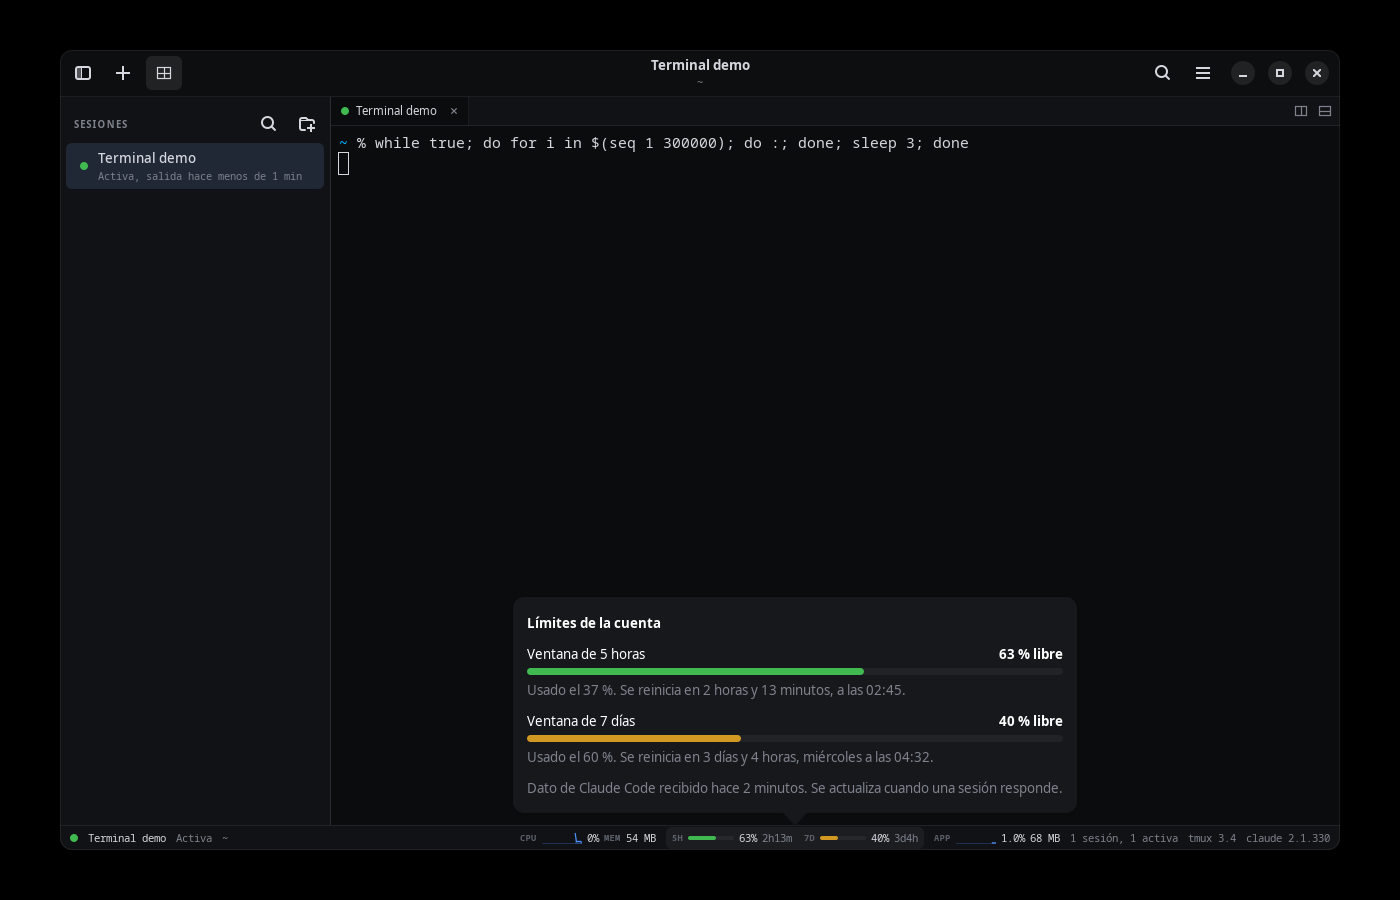 Terminal demo
~
SESIONES
Terminal demo
Activa, salida hace menos de 1 min
Terminal demo ×
~ % while true; do for i in $(seq 1 300000); do :; done; sleep 3; done
Límites de la cuenta
Ventana de 5 horas 63 % libre
Usado el 37 %. Se reinicia en 2 horas y 13 minutos, a las 02:45.
Ventana de 7 días 40 % libre
Usado el 60 %. Se reinicia en 3 días y 4 horas, miércoles a las 04:32.
Dato de Claude Code recibido hace 2 minutos. Se actualiza cuando una sesión responde.
Terminal demo Activa ~ CPU 0% MEM 54 MB 5H 63% 2h13m 7D 40% 3d4h APP 1.0% 68 MB 1 sesión, 1 activa tmux 3.4 claude 2.1.330